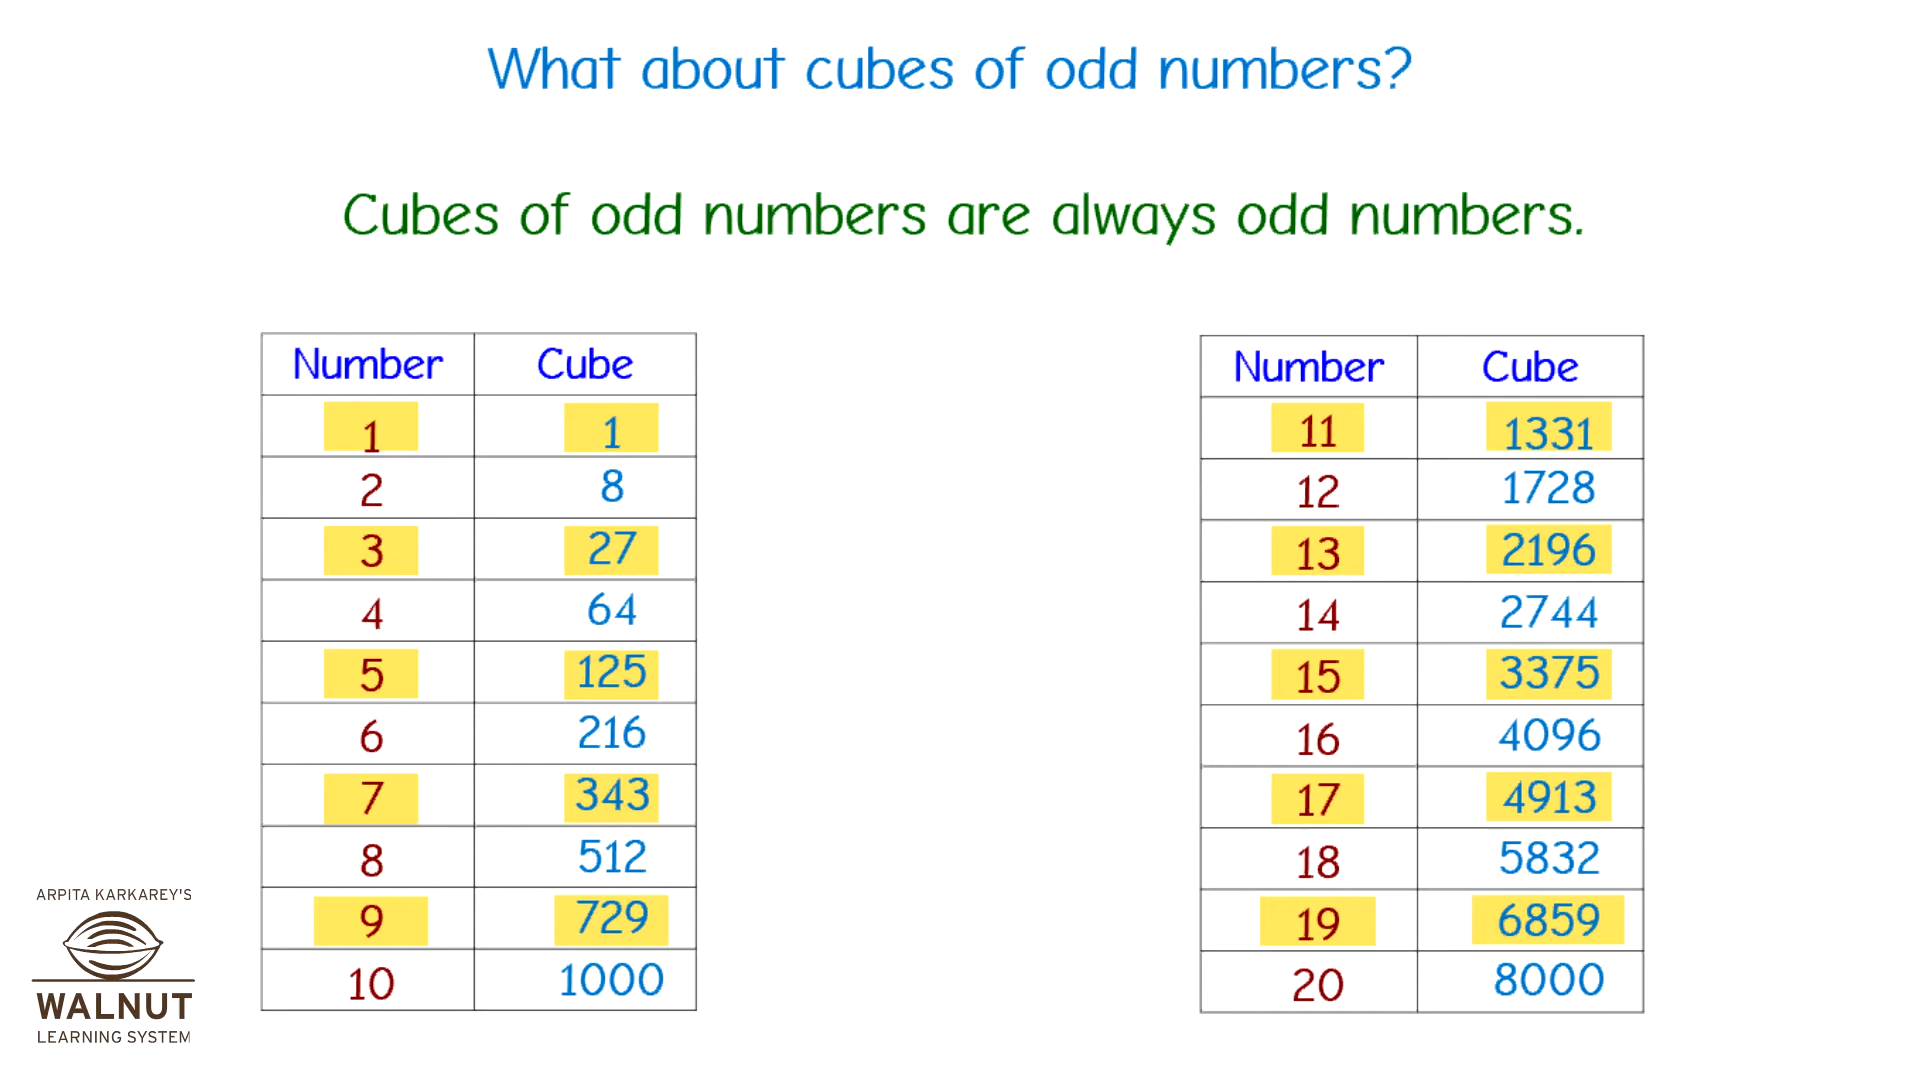 What about cubes of odd numbers?
Cubes of odd numbers are always odd numbers.
Number Cube
1 1
2 8
3 27
4 64
5 125
6 216
7 343
8 512
9 729
10 1000
Number Cube
11 1331
12 1728
13 2196
14 2744
15 3375
16 4096
17 4913
18 5832
19 6859
20 8000
ARPITA KARKAREY'S
WALNUT
LEARNING SYSTEM